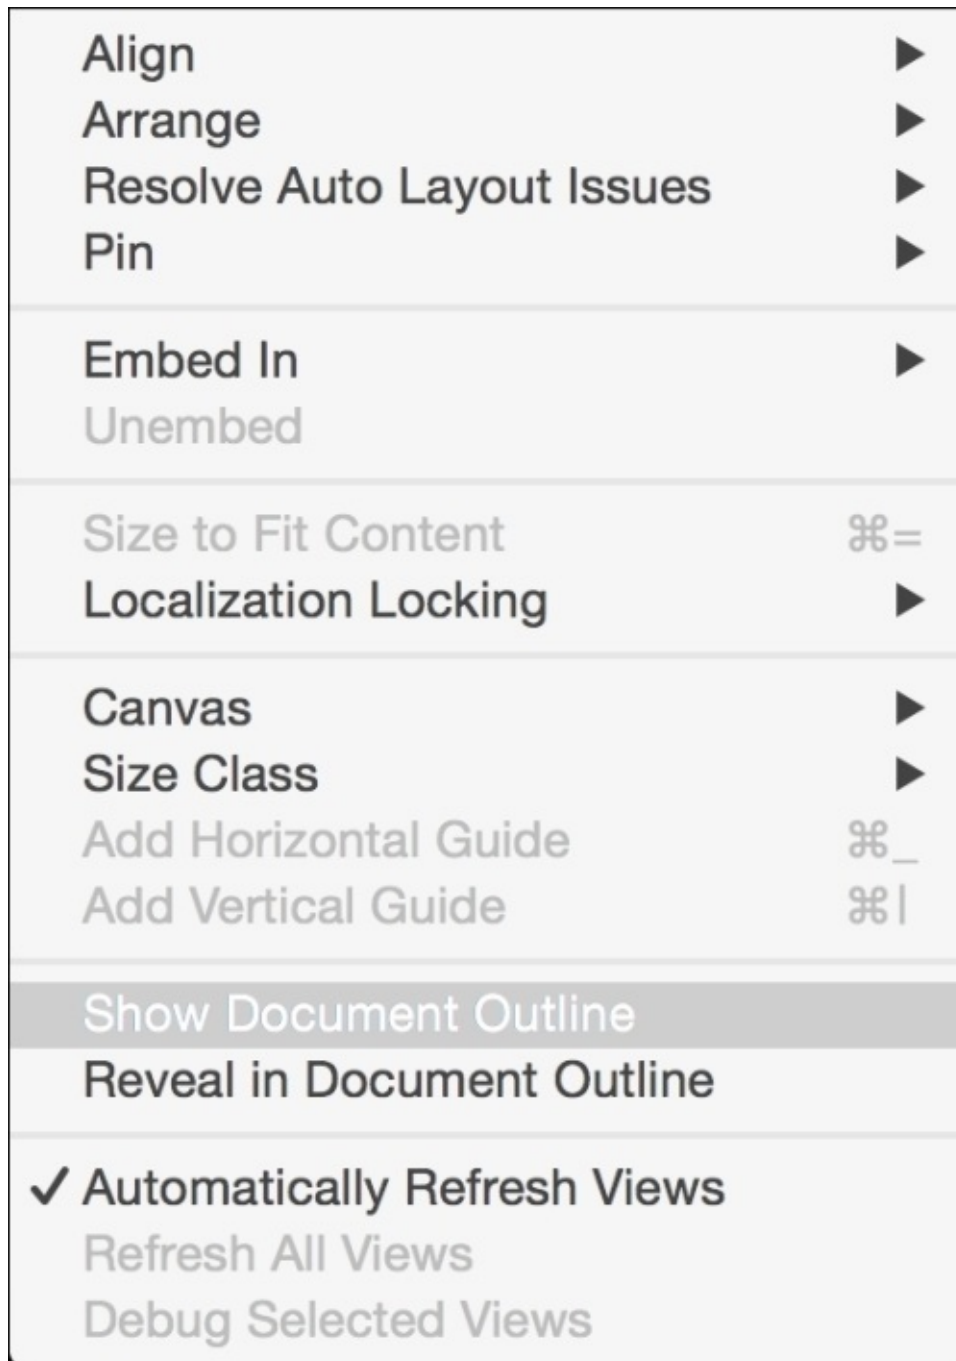 Align ▶
Arrange ▶
Resolve Auto Layout Issues ▶
Pin ▶
Embed In ▶
Unembed
Size to Fit Content ⌘=
Localization Locking ▶
Canvas ▶
Size Class ▶
Add Horizontal Guide ⌘_
Add Vertical Guide ⌘|
Show Document Outline
Reveal in Document Outline
✓ Automatically Refresh Views
Refresh All Views
Debug Selected Views